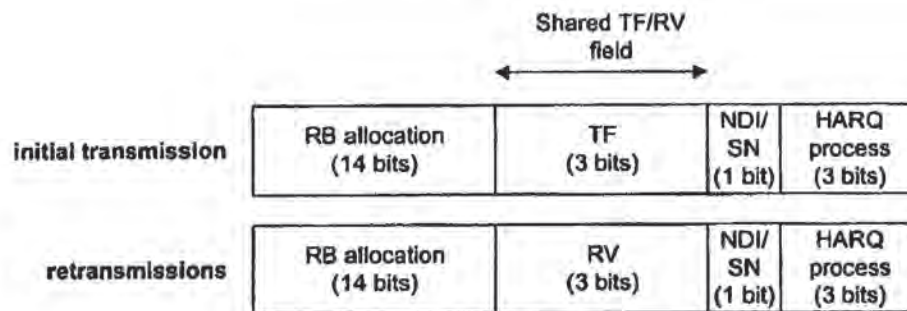 Shared TF/RV
field
initial transmission
RB allocation
(14 bits)
TF
(3 bits)
NDI/
SN
(1 bit)
HARQ
process
(3 bits)
retransmissions
RB allocation
(14 bits)
RV
(3 bits)
NDI/
SN
(1 bit)
HARQ
process
(3 bits)